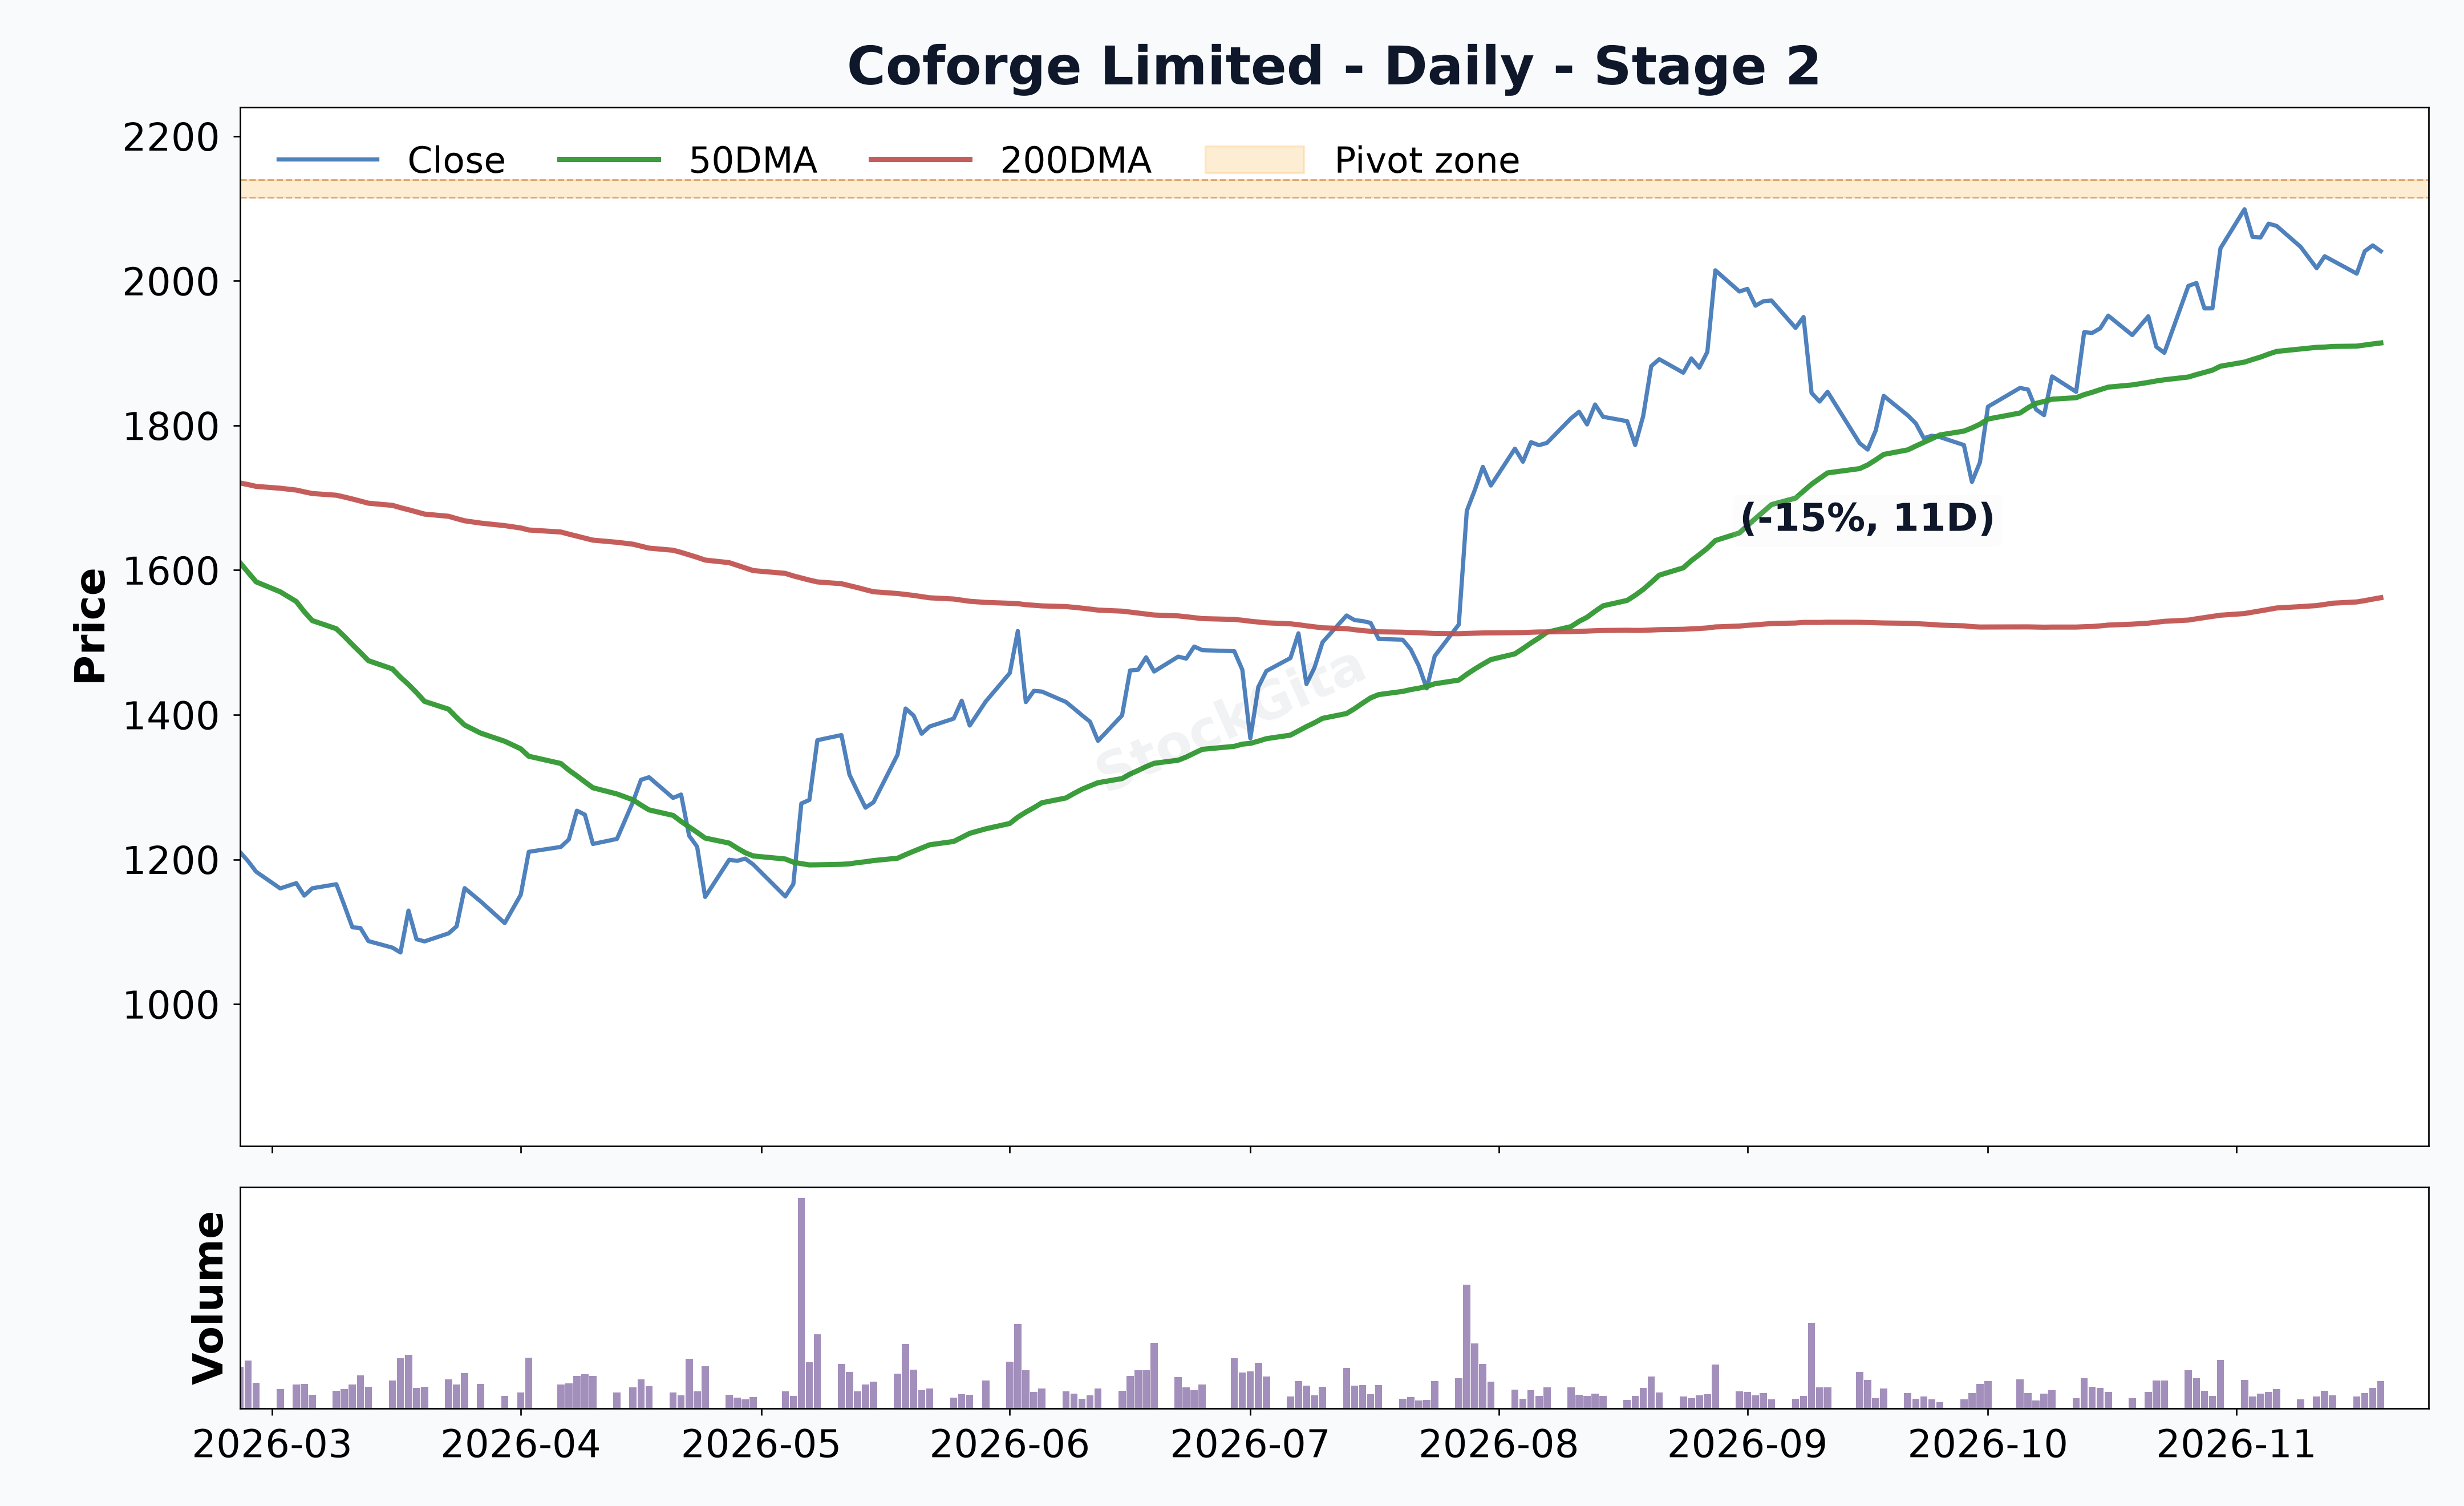 Coforge Limited - Daily - Stage 2
Close 50DMA 200DMA Pivot zone
2200
2000
1800
1600
1400
1200
1000
Price
(-15%, 11D)
StockGita
Volume
2026-03 2026-04 2026-05 2026-06 2026-07 2026-08 2026-09 2026-10 2026-11